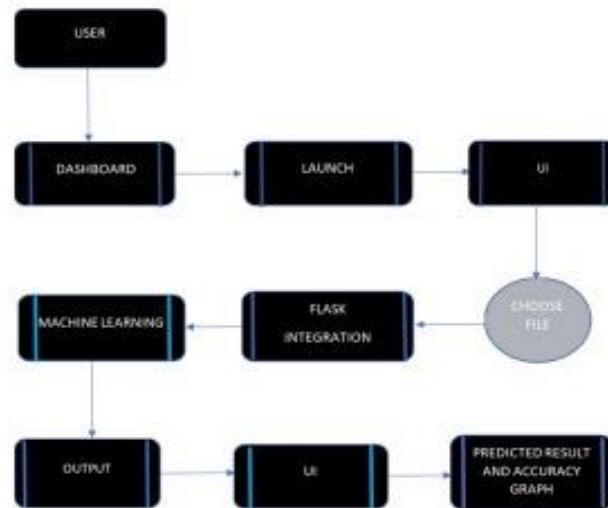 USER
DASHBOARD
LAUNCH
UI
CHOOSE
FILE
FLASK
INTEGRATION
MACHINE LEARNING
OUTPUT
UI
PREDICTED RESULT
AND ACCURACY
GRAPH